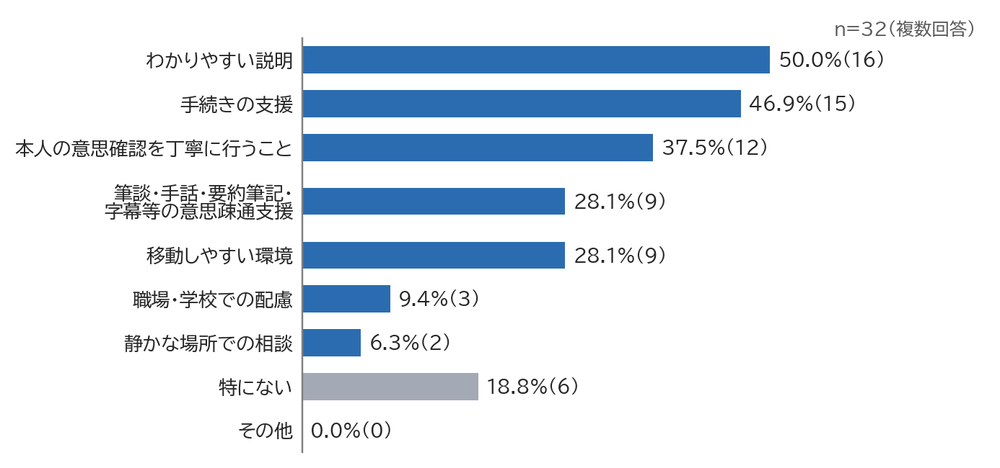 n=32（複数回答）
わかりやすい説明 50.0%（16）
手続きの支援 46.9%（15）
本人の意思確認を丁寧に行うこと 37.5%（12）
筆談・手話・要約筆記・
字幕等の意思疎通支援 28.1%（9）
移動しやすい環境 28.1%（9）
職場・学校での配慮 9.4%（3）
静かな場所での相談 6.3%（2）
特にない 18.8%（6）
その他 0.0%（0）